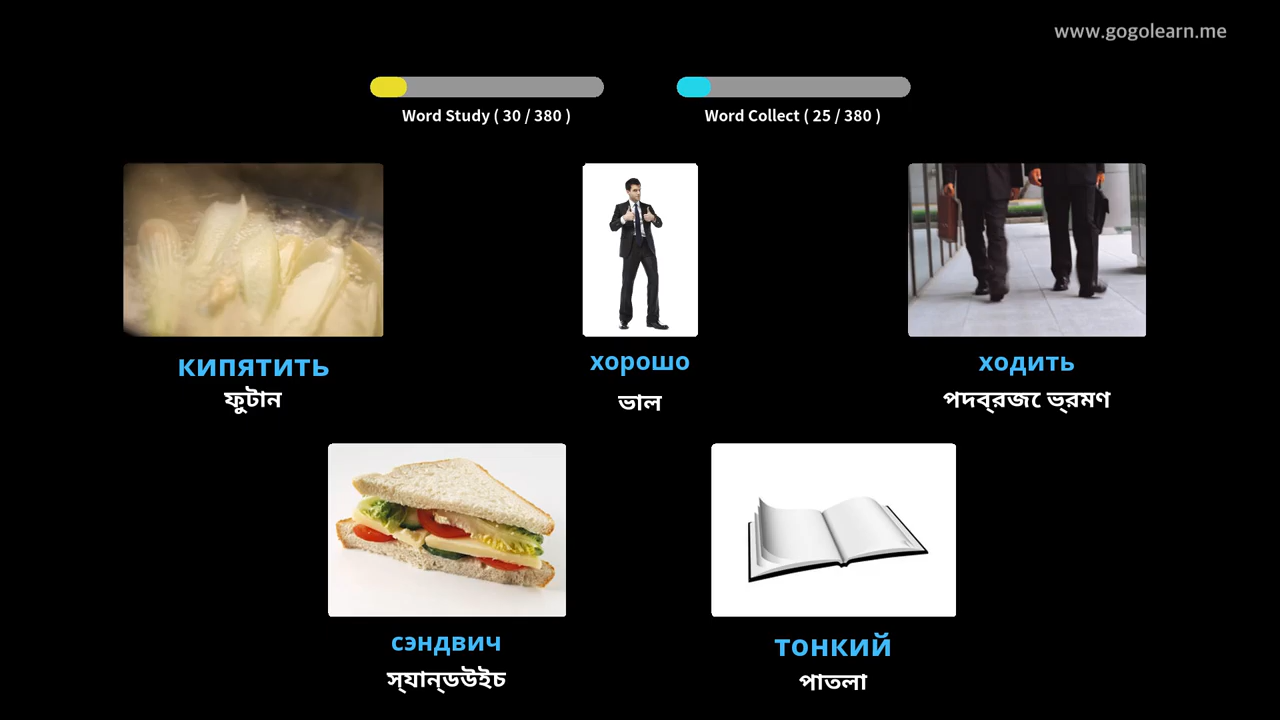 www.gogolearn.me
Word Study ( 30 / 380 )
Word Collect ( 25 / 380 )
кипятить
ফুটান
хорошо
ভাল
ходить
পদব্রজে ভ্রমণ
сэндвич
স্যান্ডউইচ
тонкий
পাতলা